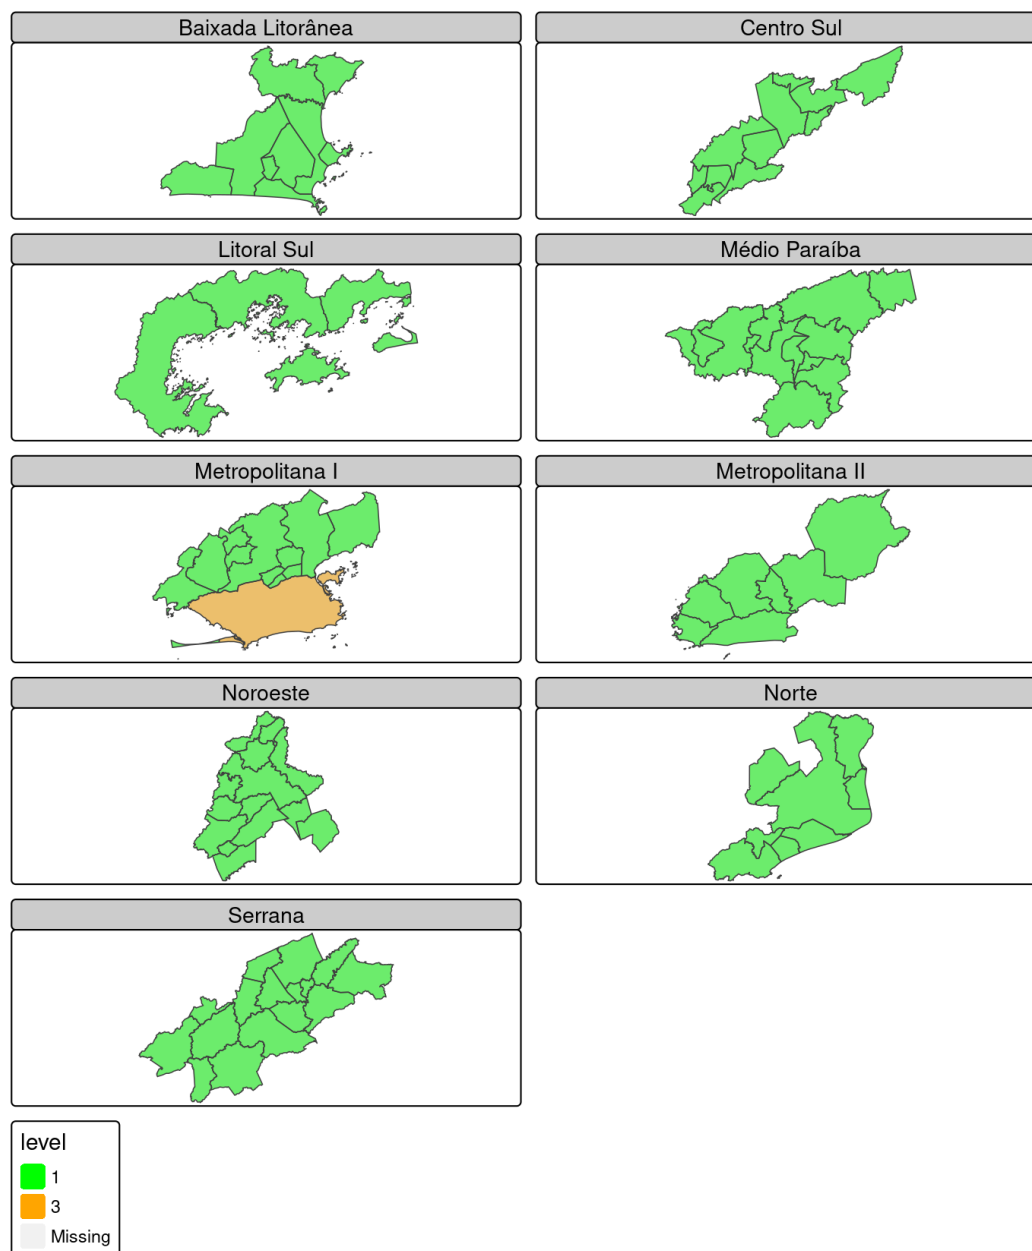 Baixada Litorânea
Centro Sul
Litoral Sul
Médio Paraíba
Metropolitana I
Metropolitana II
Noroeste
Norte
Serrana
level
1
3
Missing